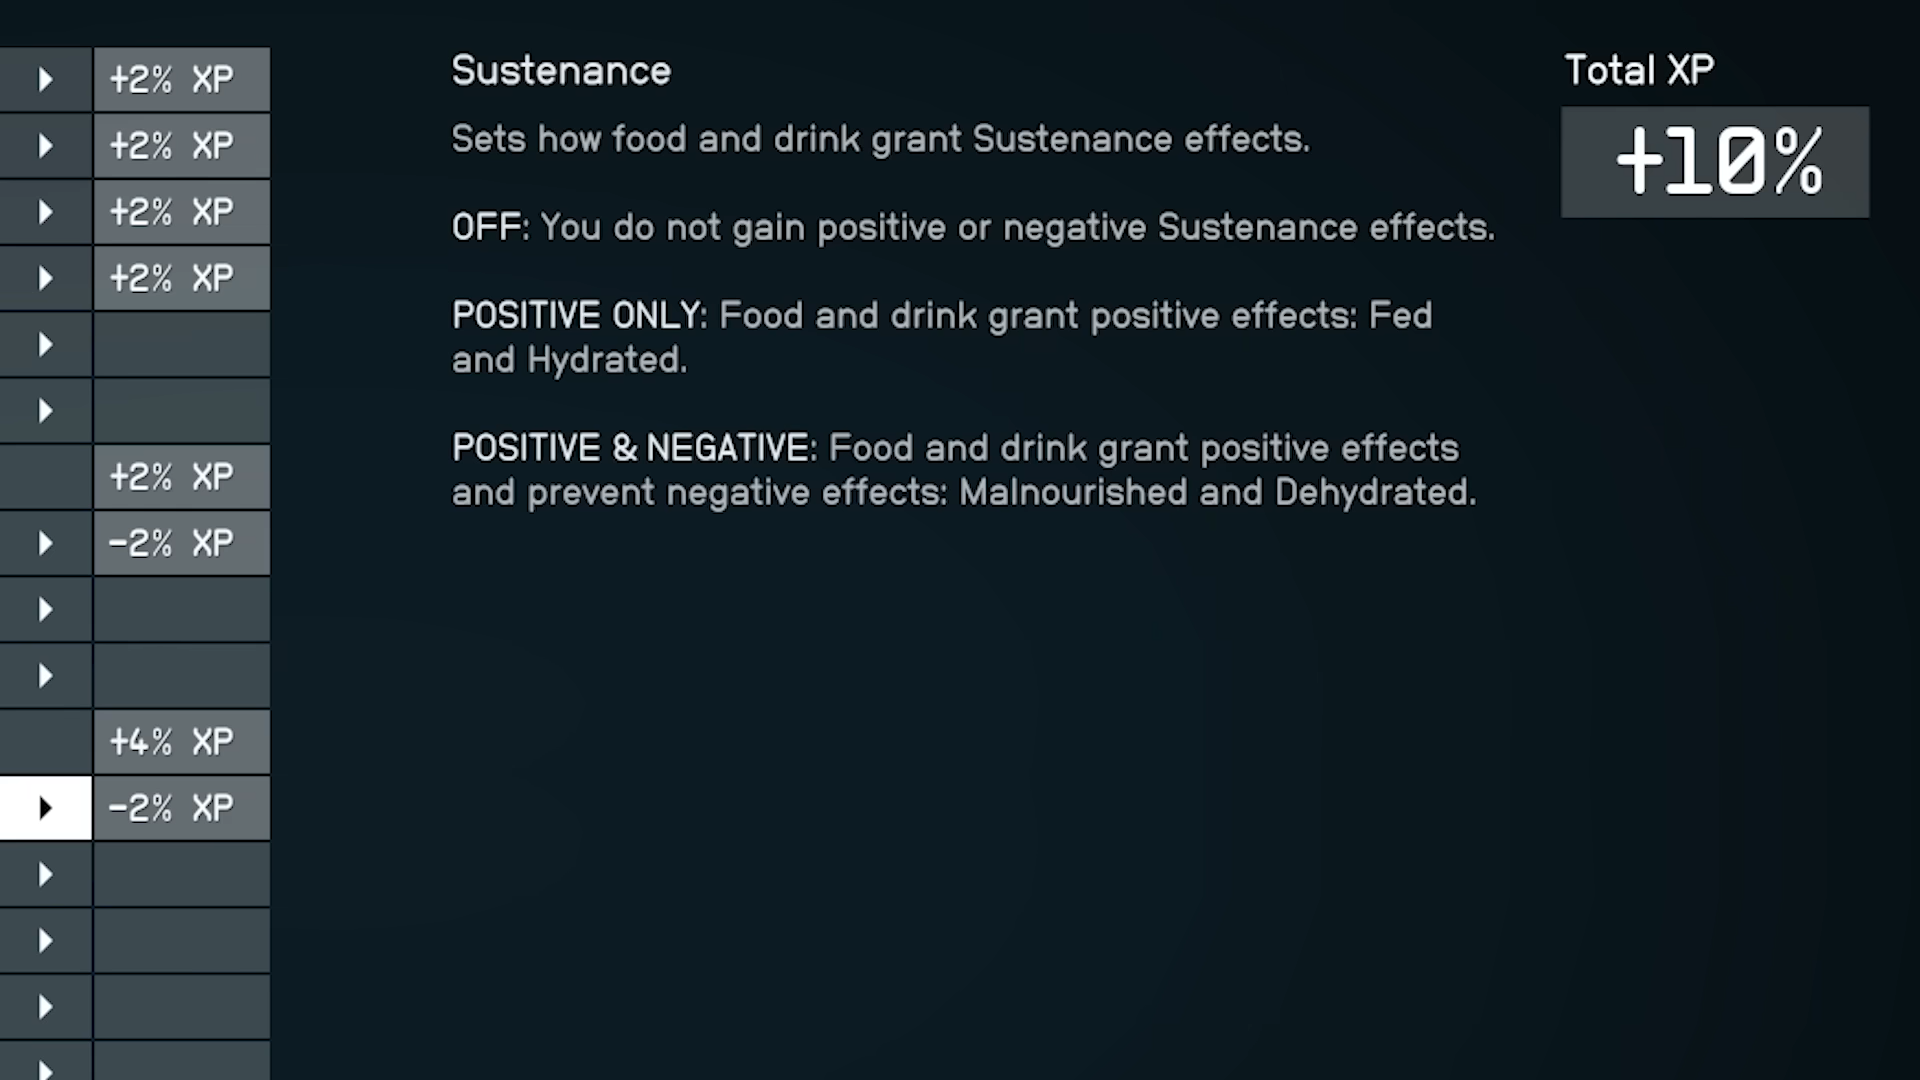 +2% XP
+2% XP
+2% XP
+2% XP
+2% XP
-2% XP
+4% XP
-2% XP
Sustenance
Sets how food and drink grant Sustenance effects.
OFF: You do not gain positive or negative Sustenance effects.
POSITIVE ONLY: Food and drink grant positive effects: Fed
and Hydrated.
POSITIVE & NEGATIVE: Food and drink grant positive effects
and prevent negative effects: Malnourished and Dehydrated.
Total XP
+10%